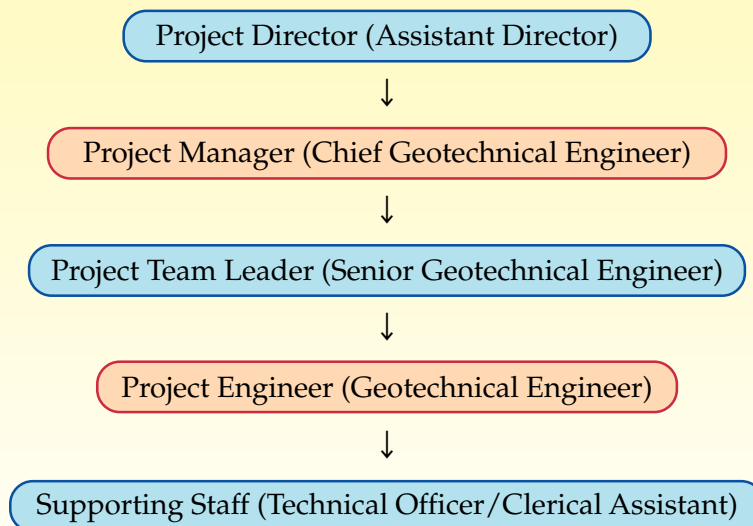 Project Director (Assistant Director)
↓
Project Manager (Chief Geotechnical Engineer)
↓
Project Team Leader (Senior Geotechnical Engineer)
↓
Project Engineer (Geotechnical Engineer)
↓
Supporting Staff (Technical Officer/Clerical Assistant)